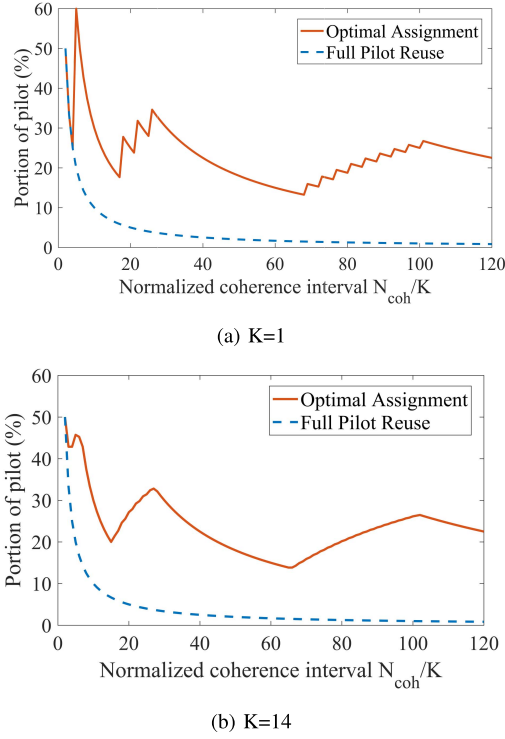 60
50
40
30
20
10
0
Portion of pilot (%)
Optimal Assignment
Full Pilot Reuse
0 20 40 60 80 100 120
Normalized coherence interval N_coh/K
(a) K=1
60
50
40
30
20
10
0
Portion of pilot (%)
Optimal Assignment
Full Pilot Reuse
0 20 40 60 80 100 120
Normalized coherence interval N_coh/K
(b) K=14